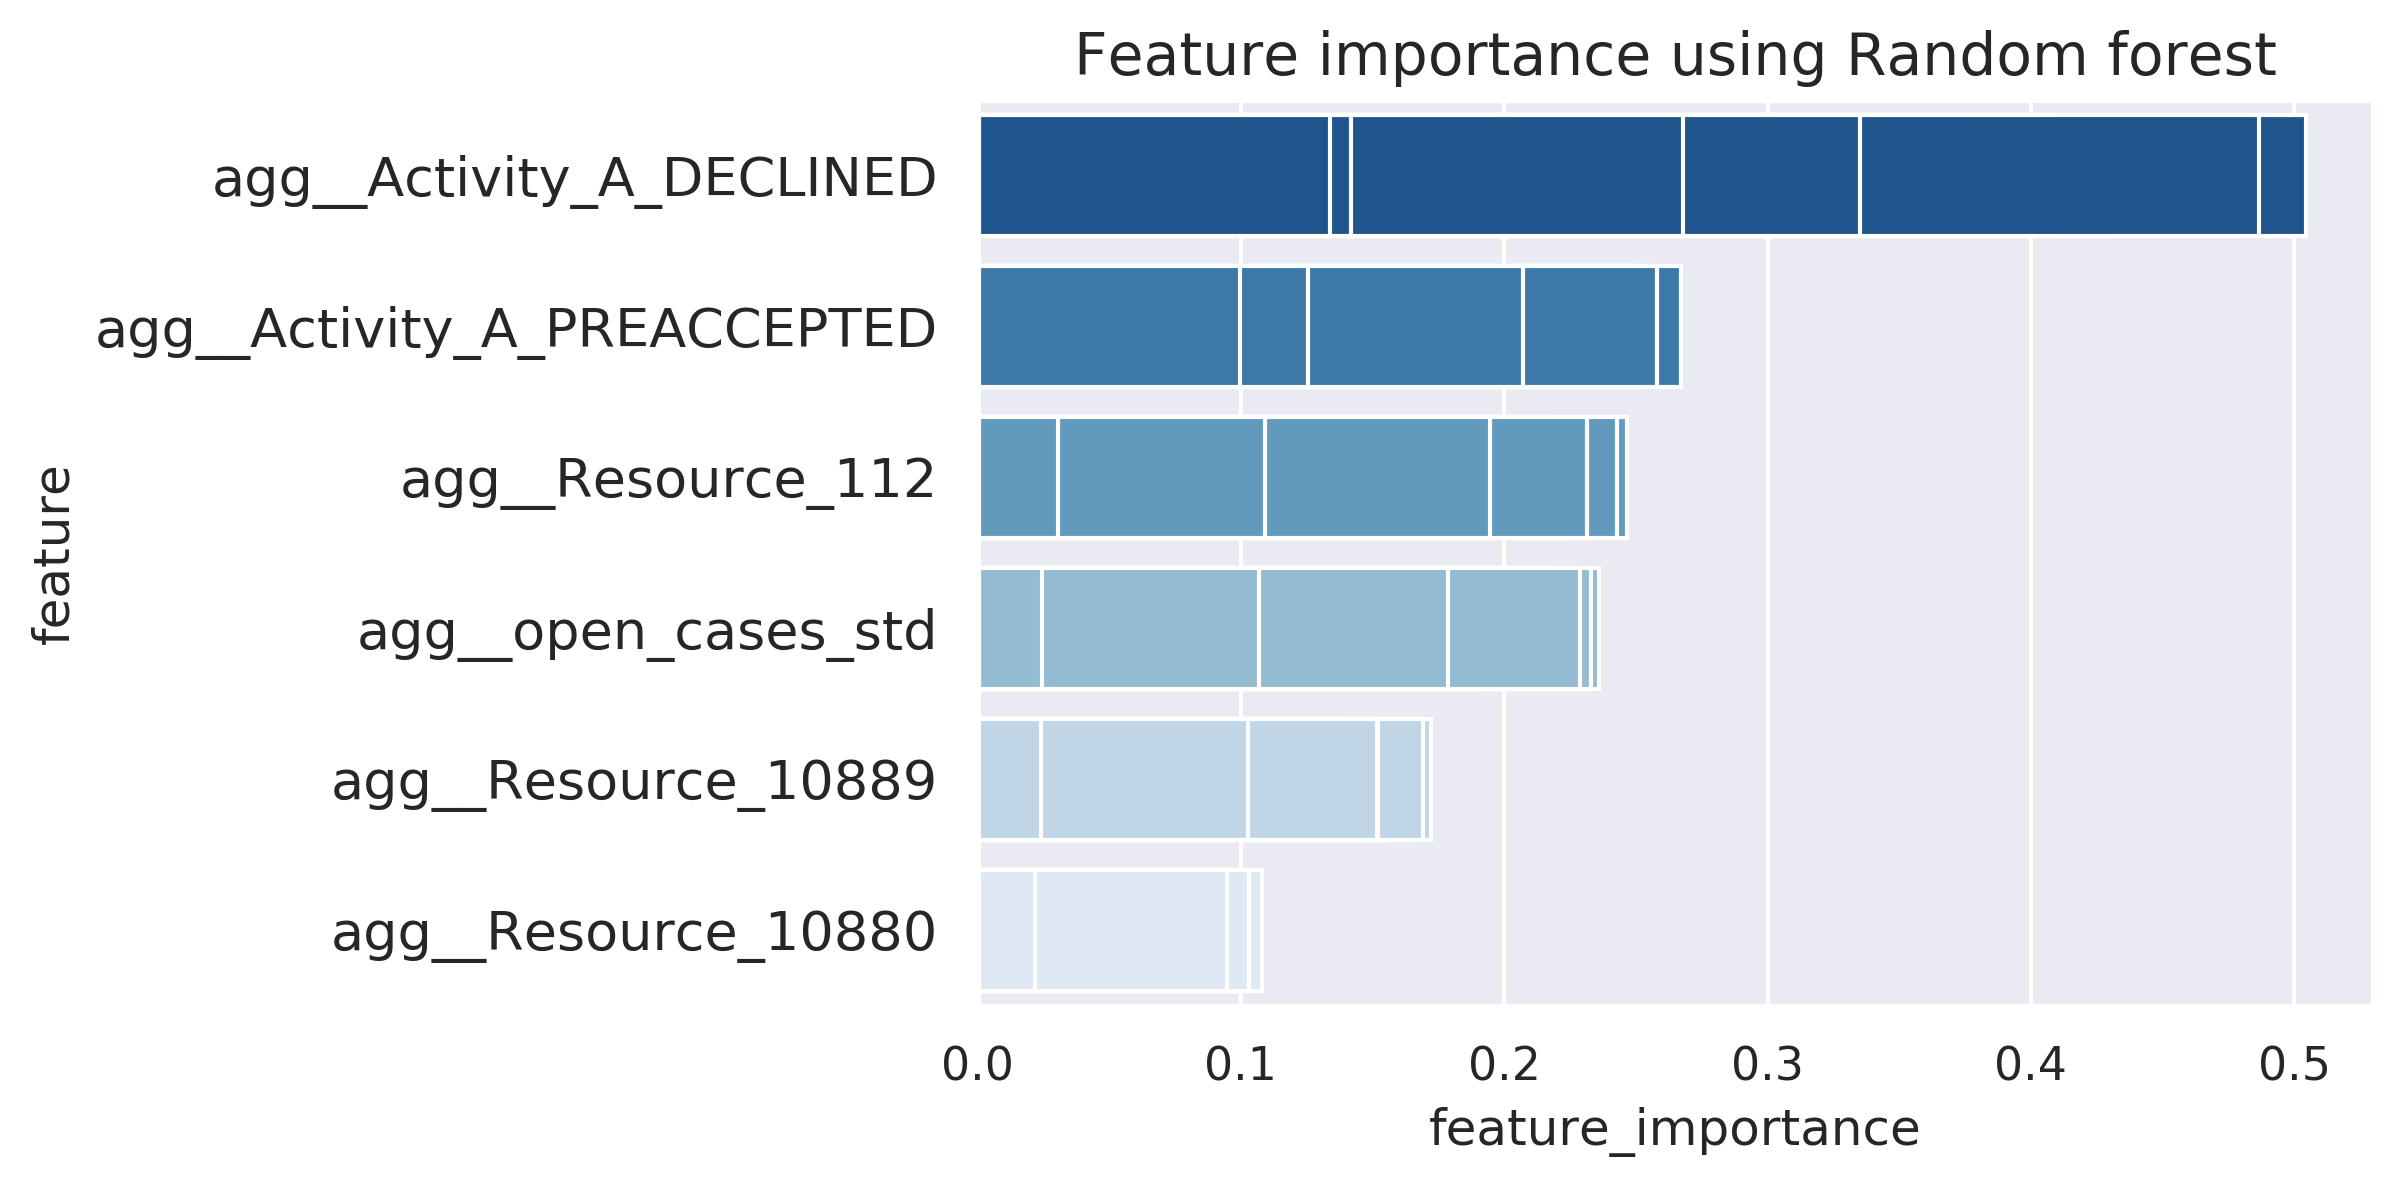 Feature importance using Random forest
agg__Activity_A_DECLINED
agg__Activity_A_PREACCEPTED
agg__Resource_112
agg__open_cases_std
agg__Resource_10889
agg__Resource_10880
feature
0.0 0.1 0.2 0.3 0.4 0.5
feature_importance